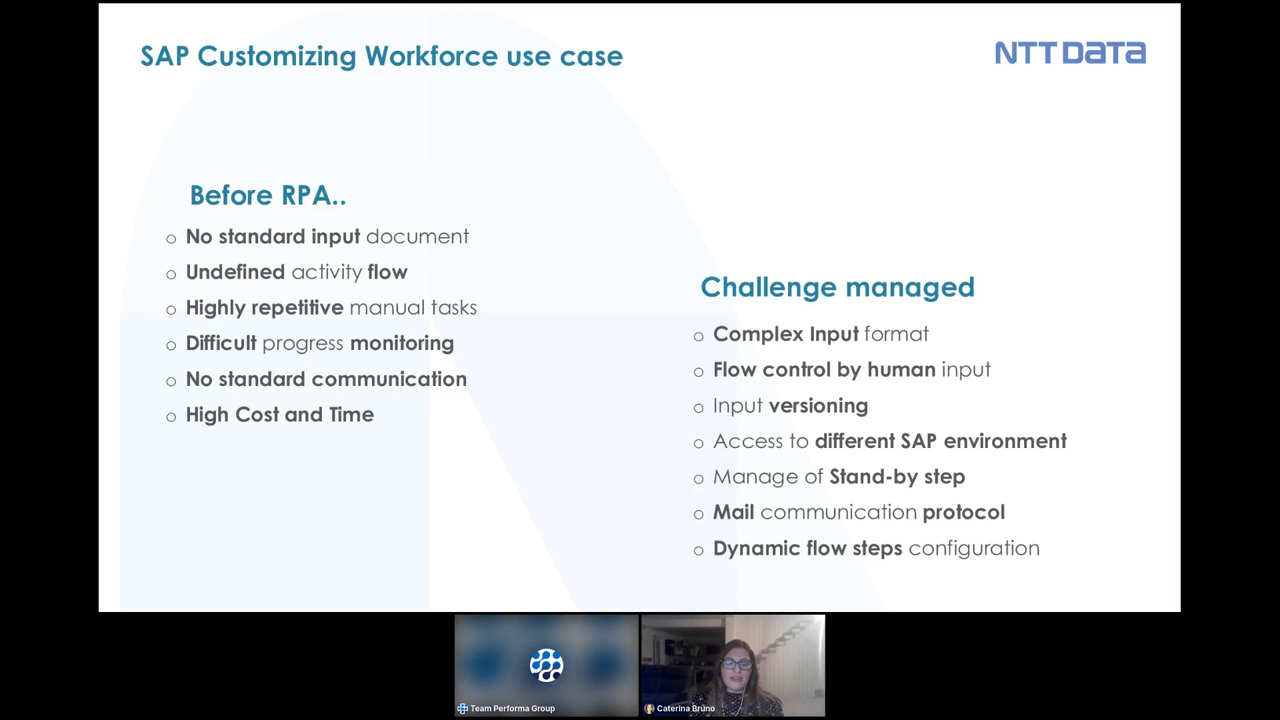 SAP Customizing Workforce use case
NTT DATA
Before RPA..
No standard input document
Undefined activity flow
Highly repetitive manual tasks
Difficult progress monitoring
No standard communication
High Cost and Time
Challenge managed
Complex Input format
Flow control by human input
Input versioning
Access to different SAP environment
Manage of Stand-by step
Mail communication protocol
Dynamic flow steps configuration
Team Performa Group
Caterina Bruno